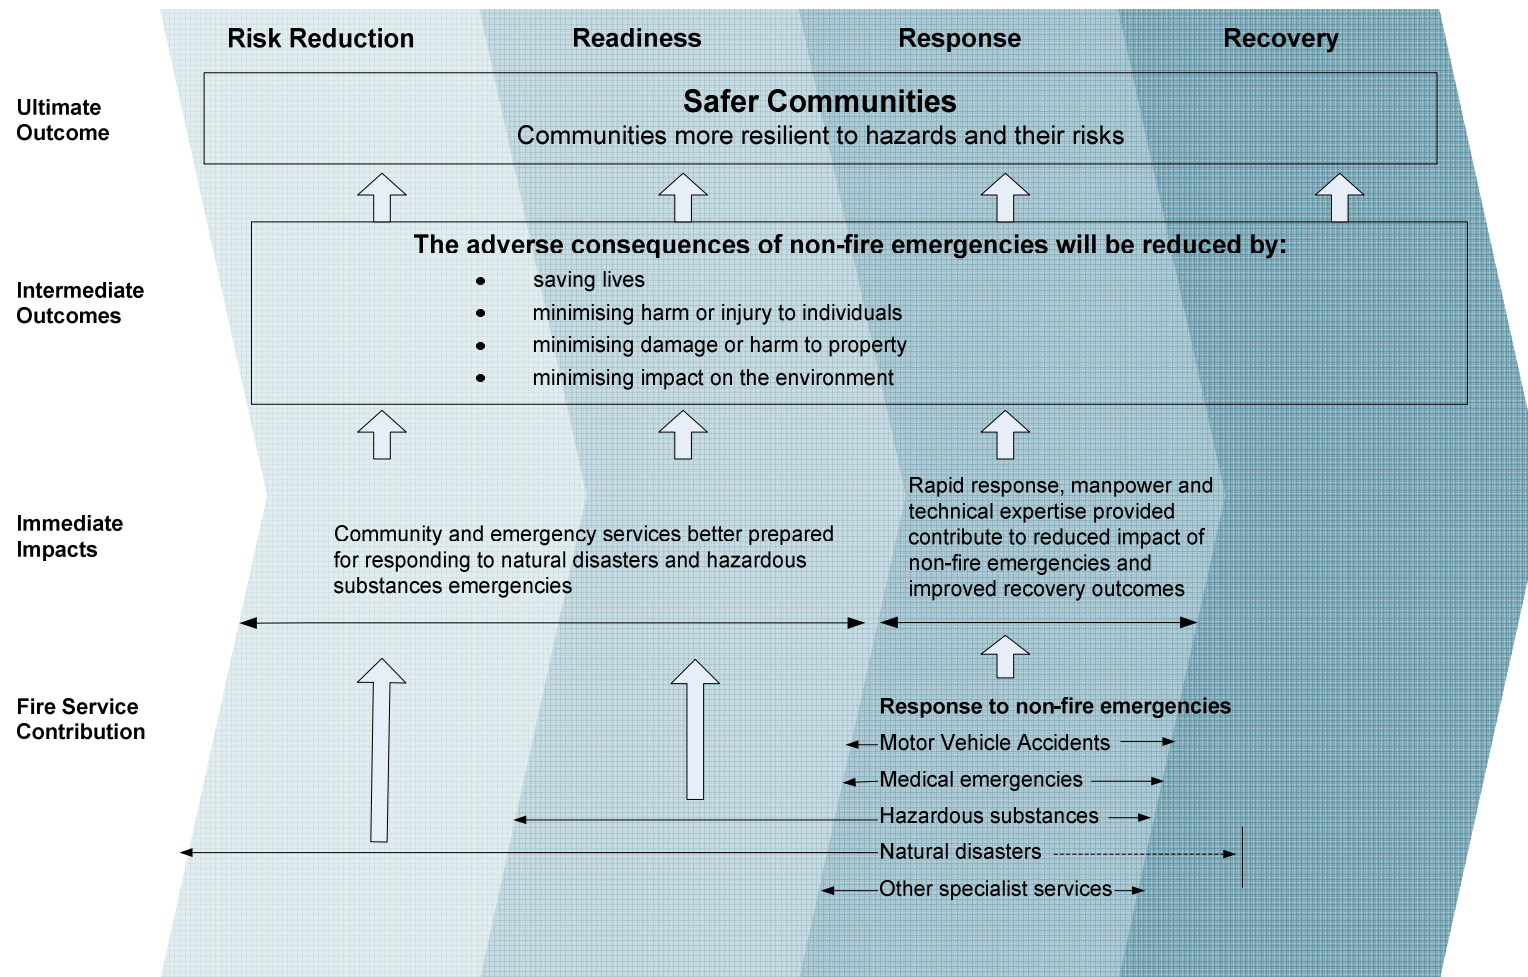 Risk Reduction
Readiness
Response
Recovery
Ultimate
Outcome
Safer Communities
Communities more resilient to hazards and their risks
Intermediate
Outcomes
The adverse consequences of non-fire emergencies will be reduced by:
• saving lives
• minimising harm or injury to individuals
• minimising damage or harm to property
• minimising impact on the environment
Immediate
Impacts
Community and emergency services better prepared
for responding to natural disasters and hazardous
substances emergencies
Rapid response, manpower and
technical expertise provided
contribute to reduced impact of
non-fire emergencies and
improved recovery outcomes
Fire Service
Contribution
Response to non-fire emergencies
Motor Vehicle Accidents
Medical emergencies
Hazardous substances
Natural disasters
Other specialist services